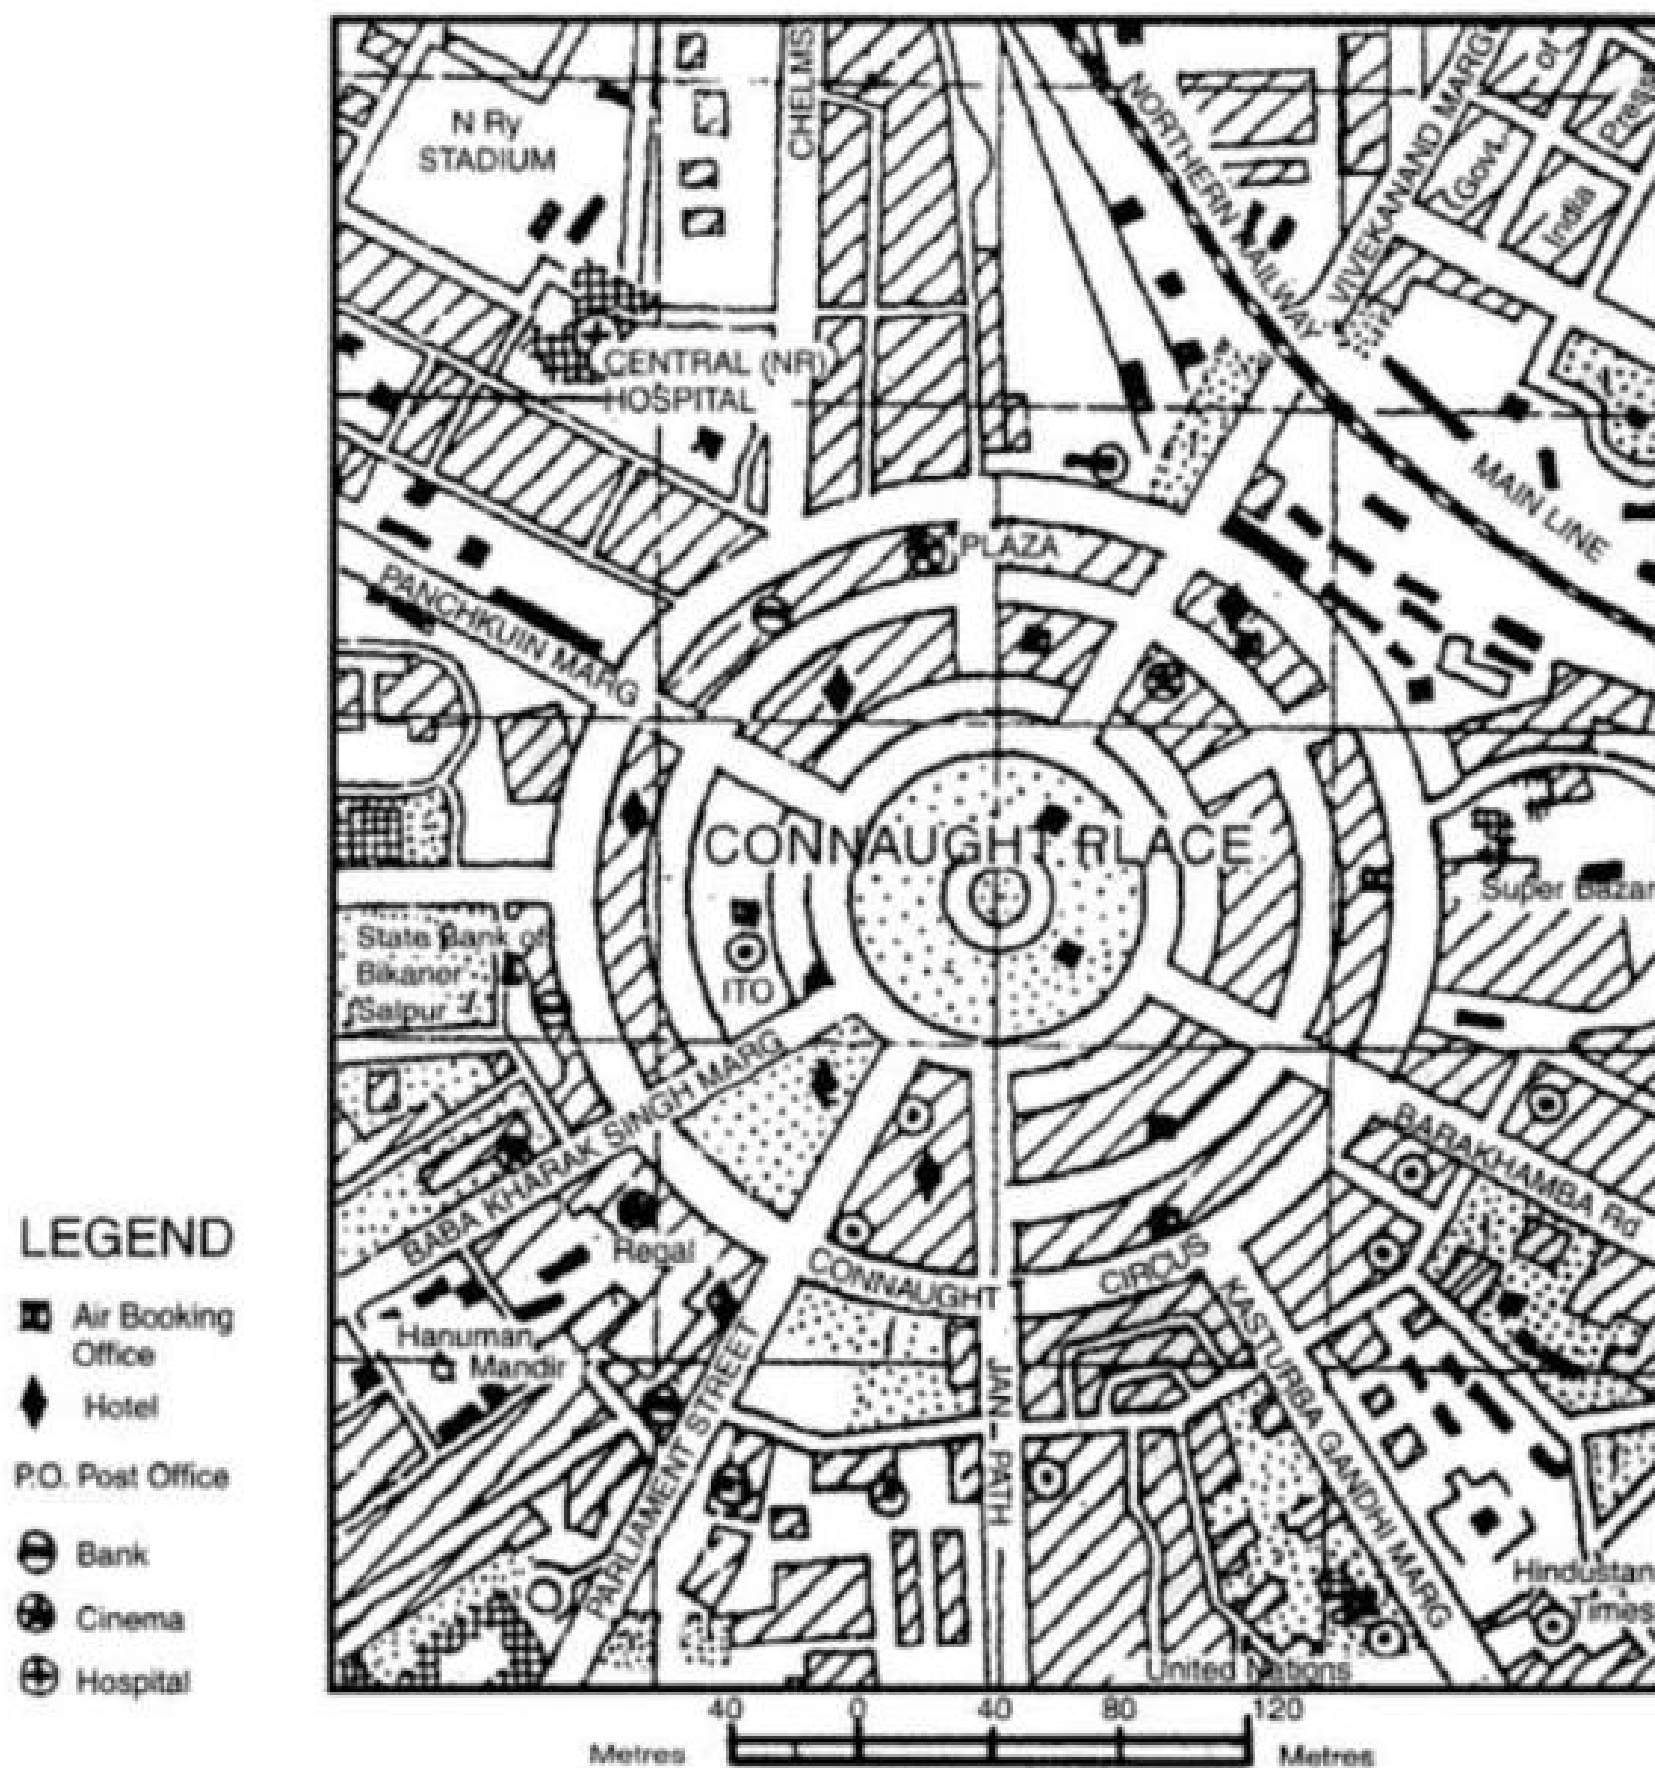 N Ry
STADIUM
CHELMS
NORTHERN RAILWAY
VIVEKANAND MARG
of
(Govt.
India
CENTRAL (NR)
HOSPITAL
MAIN LINE
PLAZA
PANCHKUIN MARG
CONNAUGHT RLACE
Super Bazar
State Bank of
Bikaner
Salpur
ITO
BABA KHARAK SINGH MARG
BARAKHAMBA Rd
Regal
CONNAUGHT CIRCUS
Hanuman
Mandir
PARLIAMENT STREET
JAN-PATH
KASTURBA GANDHI MARG
Hindustan
Times
United Nations
LEGEND
Air Booking
Office
Hotel
P.O. Post Office
Bank
Cinema
Hospital
40 0 40 80 120
Metres Metres